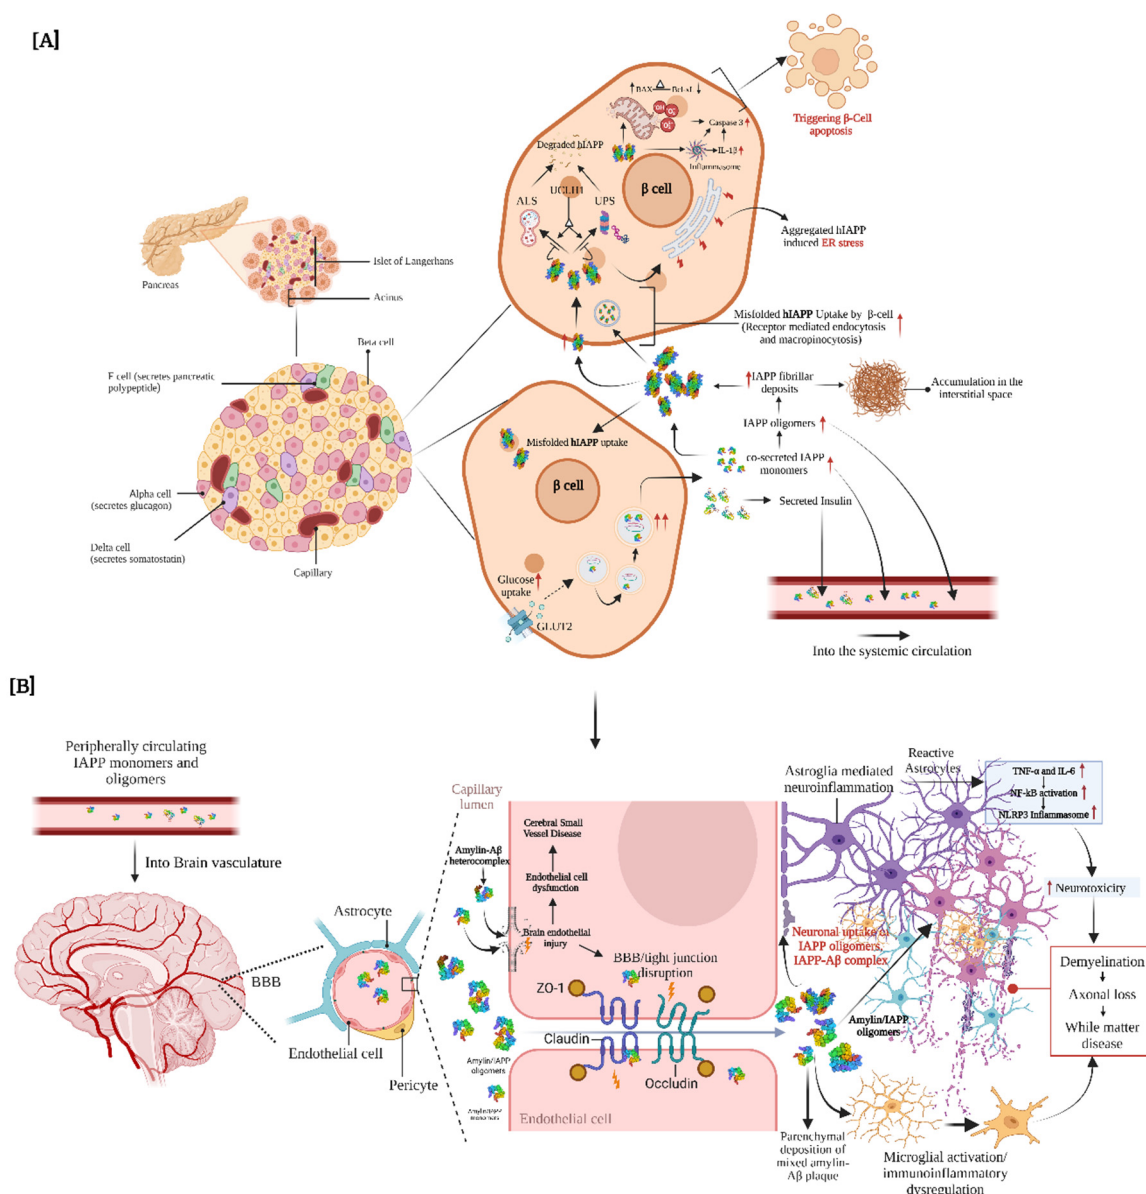 [A]
BAX
Bcl-xL
OH
Caspase 3
IL-1β
Inflammasome
Triggering β-Cell
apoptosis
Degraded hIAPP
UCLH1
ALS
UPS
β cell
Aggregated hIAPP
induced ER stress
Pancreas
Islet of Langerhans
Acinus
Beta cell
F cell (secretes pancreatic
polypeptide)
Alpha cell
(secretes glucagon)
Delta cell
(secretes somatostatin)
Capillary
Misfolded hIAPP Uptake by β-cell
(Receptor mediated endocytosis
and macropinocytosis)
IAPP fibrillar
deposits
Accumulation in the
interstitial space
IAPP oligomers
co-secreted IAPP
monomers
Secreted Insulin
Misfolded hIAPP uptake
β cell
Glucose
uptake
GLUT2
Into the systemic circulation
[B]
Peripherally circulating
IAPP monomers and
oligomers
Into Brain vasculature
BBB
Astrocyte
Endothelial cell
Pericyte
Capillary
lumen
Amylin-Aβ
heterocomplex
Cerebral Small
Vessel Disease
Endothelial cell
dysfunction
Brain endothelial
injury
BBB/tight junction
disruption
ZO-1
Claudin
Occludin
Amylin/IAPP
oligomers
Amylin/IAPP
monomers
Endothelial cell
Astroglia mediated
neuroinflammation
Reactive
Astrocytes
TNF-α and IL-6
NF-kB activation
NLRP3 Inflammasome
Neurotoxicity
Neuronal uptake of
IAPP oligomers,
IAPP-Aβ complex
Amylin/IAPP
oligomers
Demyelination
Axonal loss
While matter
disease
Parenchymal
deposition of
mixed amylin-
Aβ plaque
Microglial activation/
immunoinflammatory
dysregulation